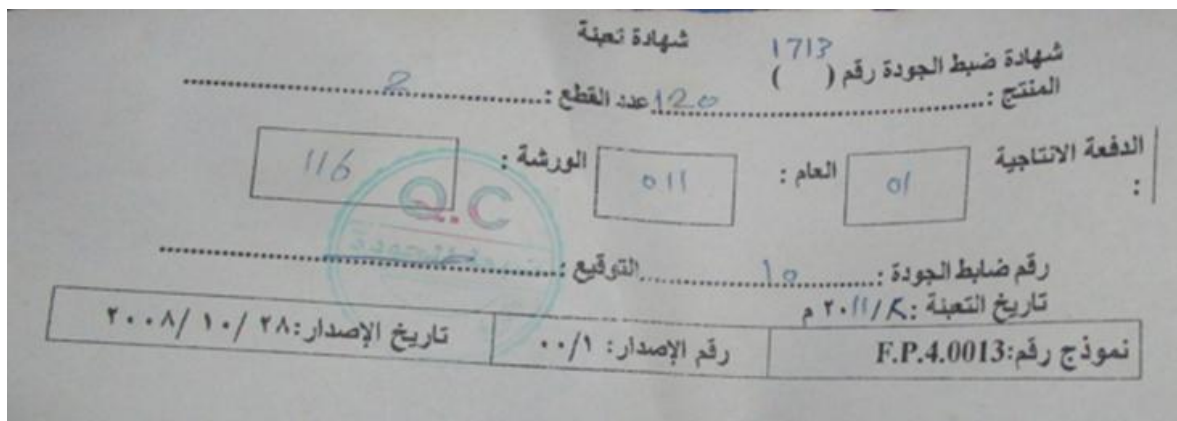 شهادة تعبئة
شهادة ضبط الجودة رقم ( 1713 )
المنتج : 120 عدد القطع : 2
الدفعة الانتاجية : 01 العام : 011 الورشة : 116
Q.C
رقم ضابط الجودة : 10 التوقيع :
تاريخ التعبئة : /٢٠١١ م
نموذج رقم:F.P.4.0013 رقم الإصدار: ٠٠/١ تاريخ الإصدار:٢٨ /١٠ /٢٠٠٨